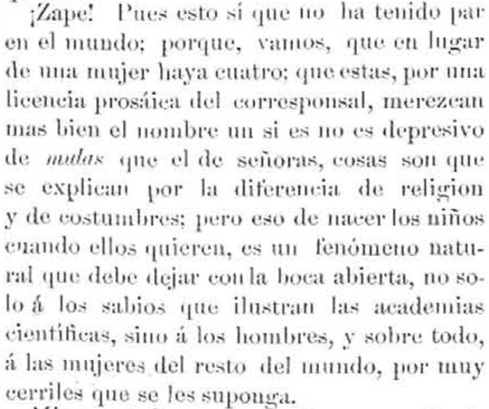 ¡Zape! Pues esto sí que no ha tenido par
en el mundo; porque, vamos, que en lugar
de una mujer haya cuatro; que estas, por una
licencia prosáica del corresponsal, merezcan
mas bien el nombre un si es no es depresivo
de mulas que el de señoras, cosas son que
se explican por la diferencia de religion
y de costumbres; pero eso de nacer los niños
cuando ellos quieren, es un fenómeno natu-
ral que debe dejar con la boca abierta, no so-
lo á los sabios que ilustran las academias
científicas, sino á los hombres, y sobre todo,
á las mujeres del resto del mundo, por muy
cerriles que se les suponga.